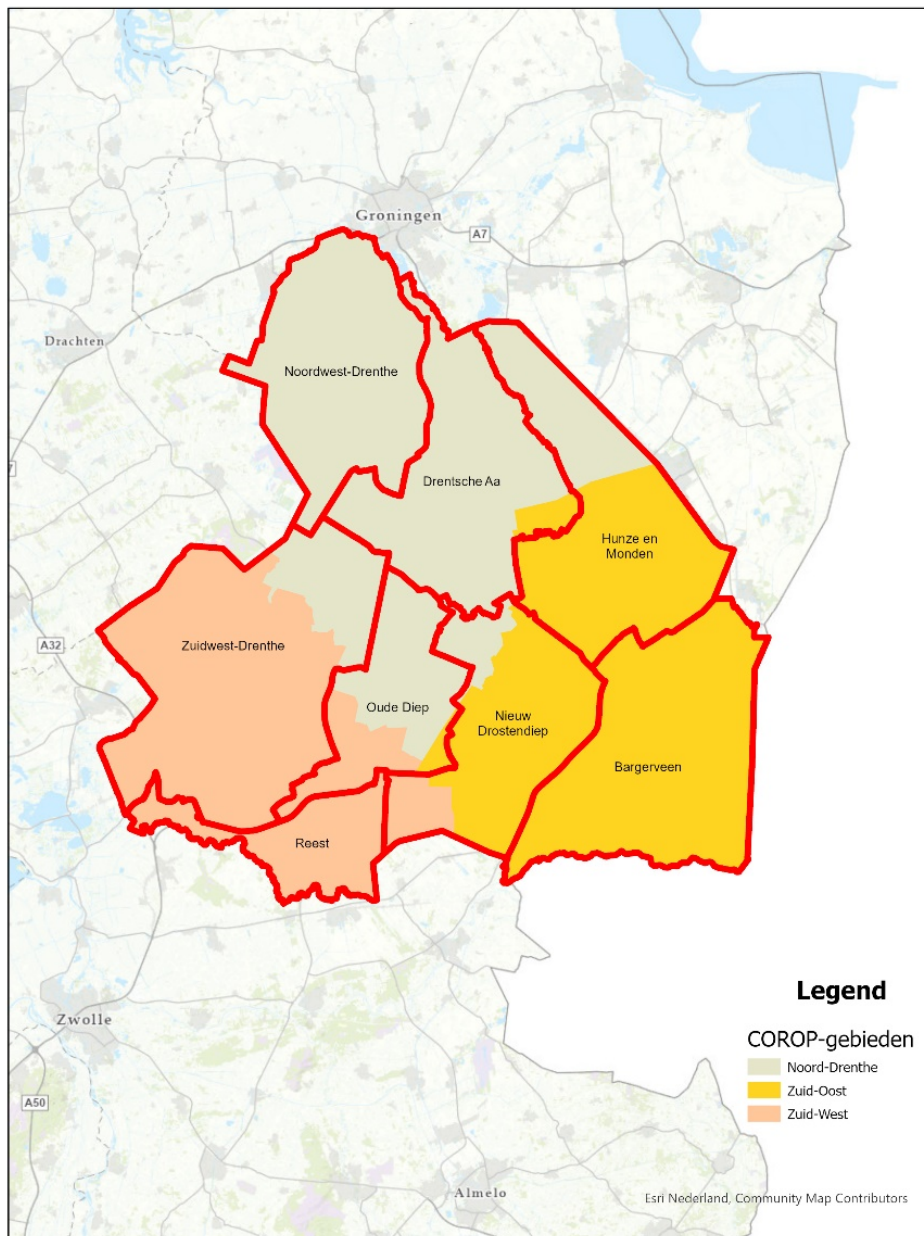 Groningen
A7
Drachten
Noordwest-Drenthe
Drentsche Aa
Hunze en
Monden
A32
Zuidwest-Drenthe
Oude Diep
Nieuw
Drostendiep
Bargerveen
Reest
Zwolle
A50
Almelo
Legend
COROP-gebieden
Noord-Drenthe
Zuid-Oost
Zuid-West
Esri Nederland, Community Map Contributors